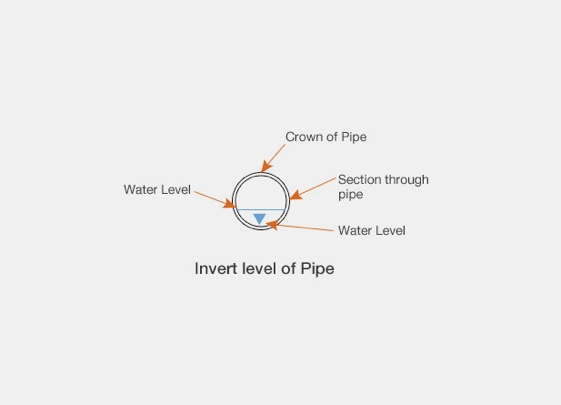 Crown of Pipe
Water Level
Section through
pipe
Water Level
Invert level of Pipe